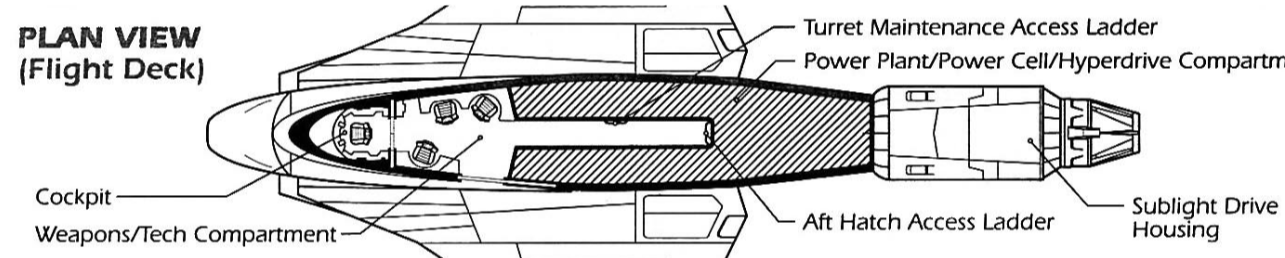 PLAN VIEW
(Flight Deck)
Turret Maintenance Access Ladder
Power Plant/Power Cell/Hyperdrive Compartm
Cockpit
Weapons/Tech Compartment
Aft Hatch Access Ladder
Sublight Drive
Housing